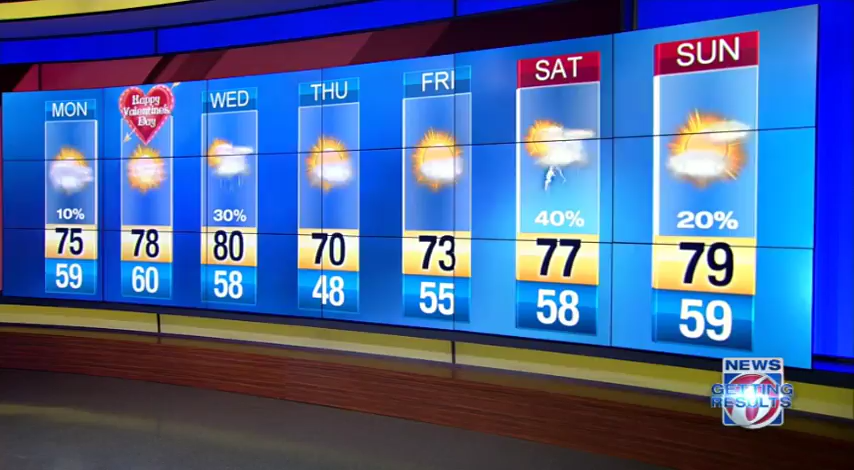 MON
10%
75
59
Happy
Valentine's
Day
78
60
WED
30%
80
58
THU
70
48
FRI
73
55
SAT
40%
77
58
SUN
20%
79
59
NEWS
GETTING
RESULTS